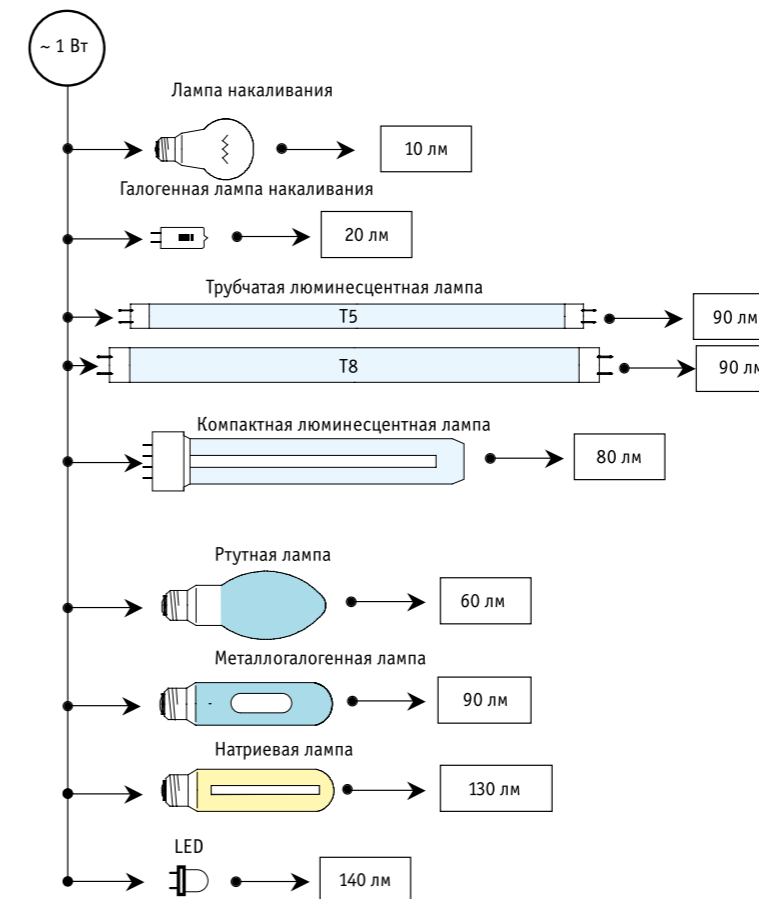 ~ 1 Вт
Лампа накаливания
10 лм
Галогенная лампа накаливания
20 лм
Трубчатая люминесцентная лампа
T5
90 лм
T8
90 лм
Компактная люминесцентная лампа
80 лм
Ртутная лампа
60 лм
Металлогалогенная лампа
90 лм
Натриевая лампа
130 лм
LED
140 лм